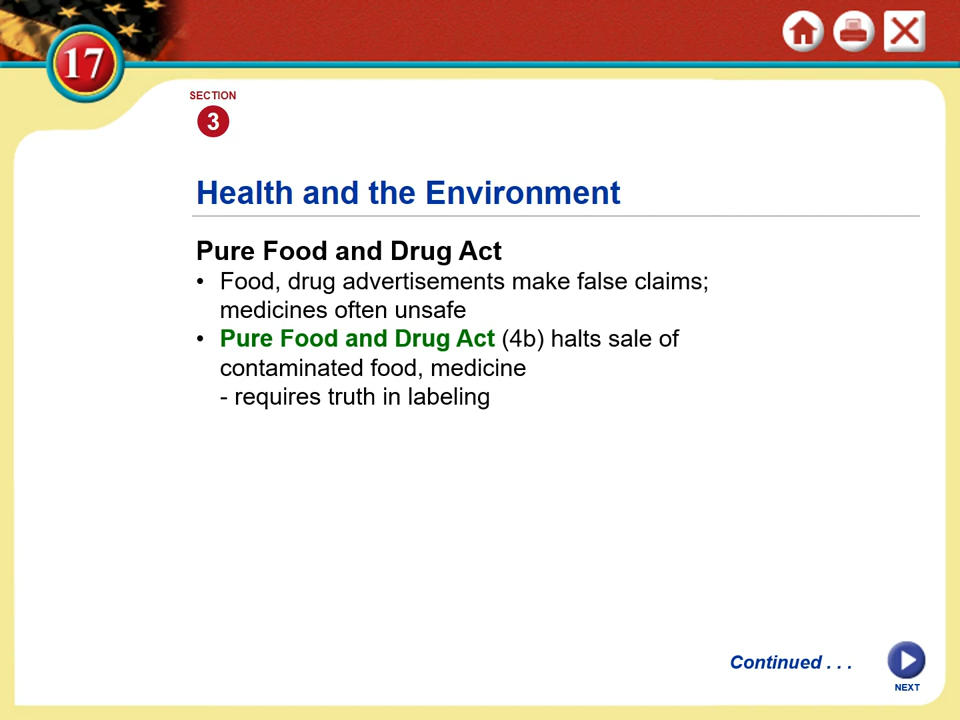 17
SECTION
3
Health and the Environment
Pure Food and Drug Act
• Food, drug advertisements make false claims;
medicines often unsafe
• Pure Food and Drug Act (4b) halts sale of
contaminated food, medicine
- requires truth in labeling
Continued . . .
NEXT